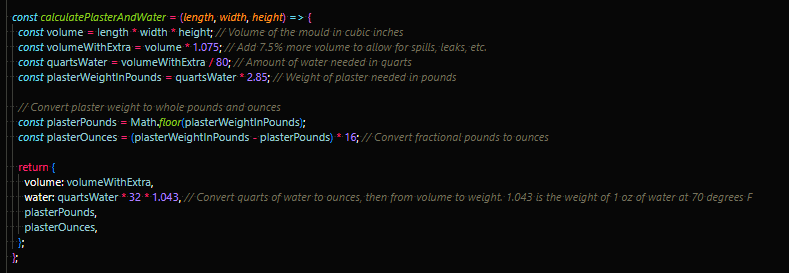 const calculatePlasterAndWater = (length, width, height) => {
const volume = length * width * height; // Volume of the mould in cubic inches
const volumeWithExtra = volume * 1.075; // Add 7.5% more volume to allow for spills, leaks, etc.
const quartsWater = volumeWithExtra / 80; // Amount of water needed in quarts
const plasterWeightInPounds = quartsWater * 2.85; // Weight of plaster needed in pounds
// Convert plaster weight to whole pounds and ounces
const plasterPounds = Math.floor(plasterWeightInPounds);
const plasterOunces = (plasterWeightInPounds - plasterPounds) * 16; // Convert fractional pounds to ounces
return {
volume: volumeWithExtra,
water: quartsWater * 32 * 1.043, // Convert quarts of water to ounces, then from volume to weight. 1.043 is the weight of 1 oz of water at 70 degrees F
plasterPounds,
plasterOunces,
};
};